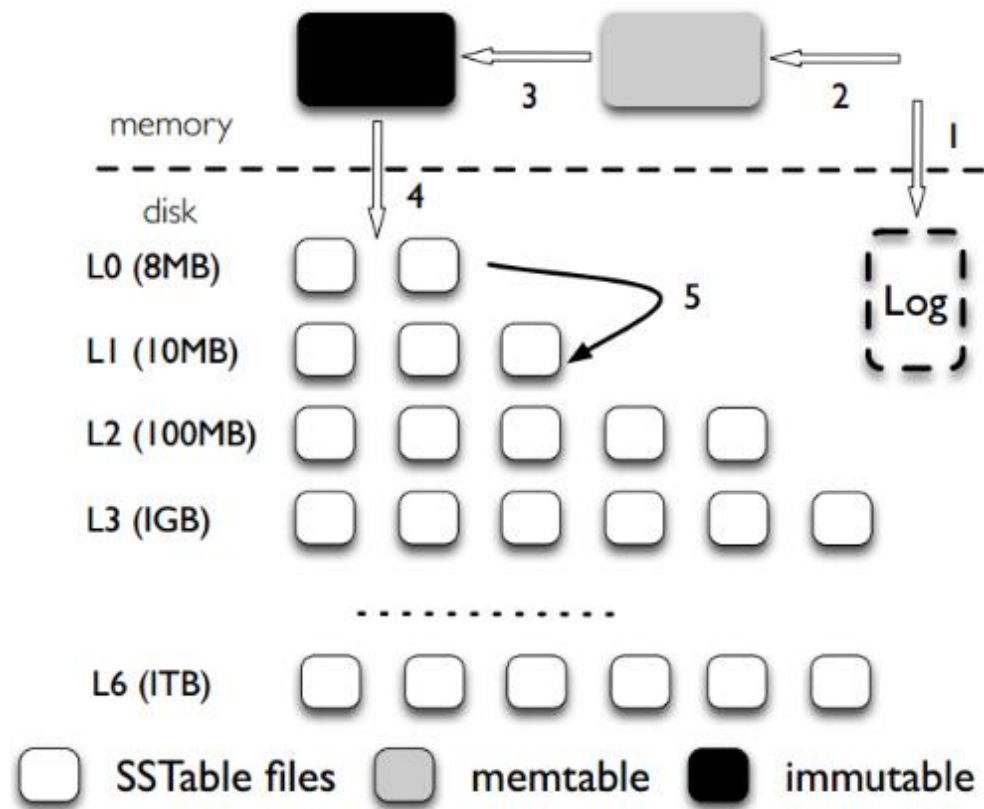 3
2
memory
1
4
disk
L0 (8MB)
5
Log
L1 (10MB)
L2 (100MB)
L3 (1GB)
L6 (1TB)
SSTable files memtable immutable